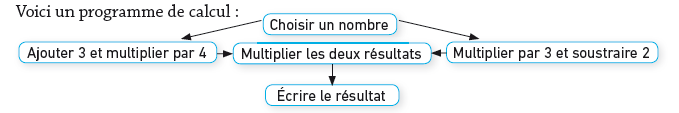 Voici un programme de calcul :
Choisir un nombre
Ajouter 3 et multiplier par 4
Multiplier les deux résultats
Multiplier par 3 et soustraire 2
Écrire le résultat